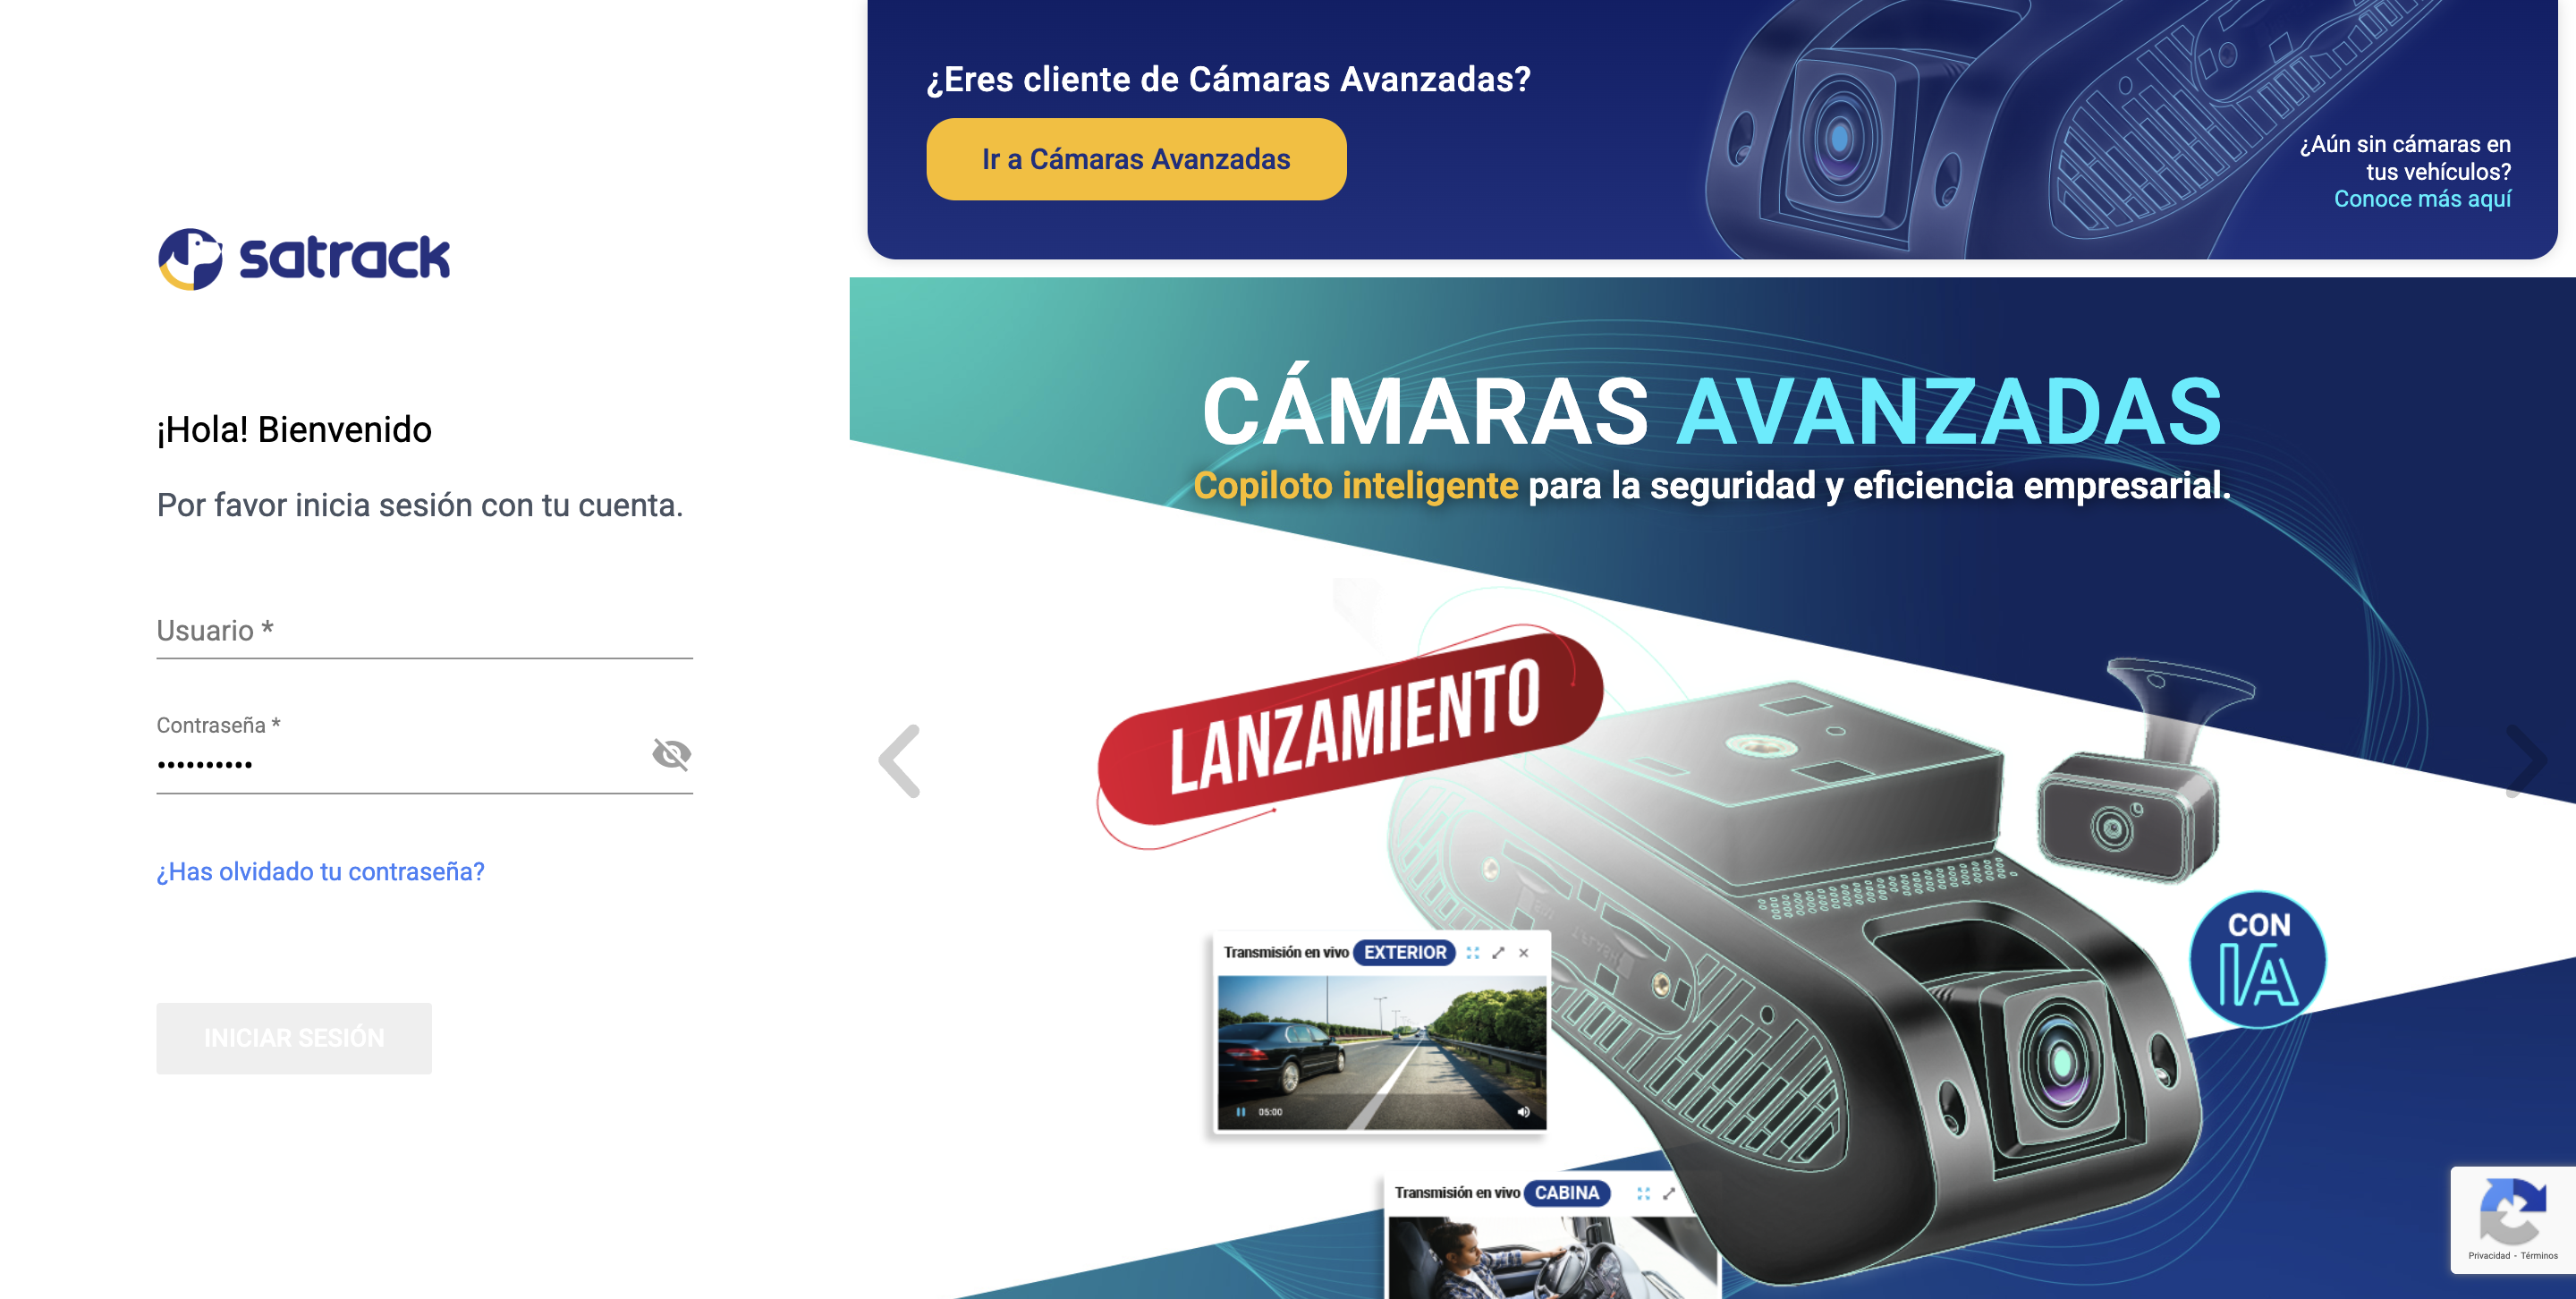 satrack
¡Hola! Bienvenido
Por favor inicia sesión con tu cuenta.
Usuario *
Contraseña *
••••••••••
¿Has olvidado tu contraseña?
INICIAR SESIÓN
¿Eres cliente de Cámaras Avanzadas?
Ir a Cámaras Avanzadas
¿Aún sin cámaras en
tus vehículos?
Conoce más aquí
CÁMARAS AVANZADAS
Copiloto inteligente para la seguridad y eficiencia empresarial.
LANZAMIENTO
CON
IA
Transmisión en vivo EXTERIOR
05:00
Transmisión en vivo CABINA
Privacidad - Términos